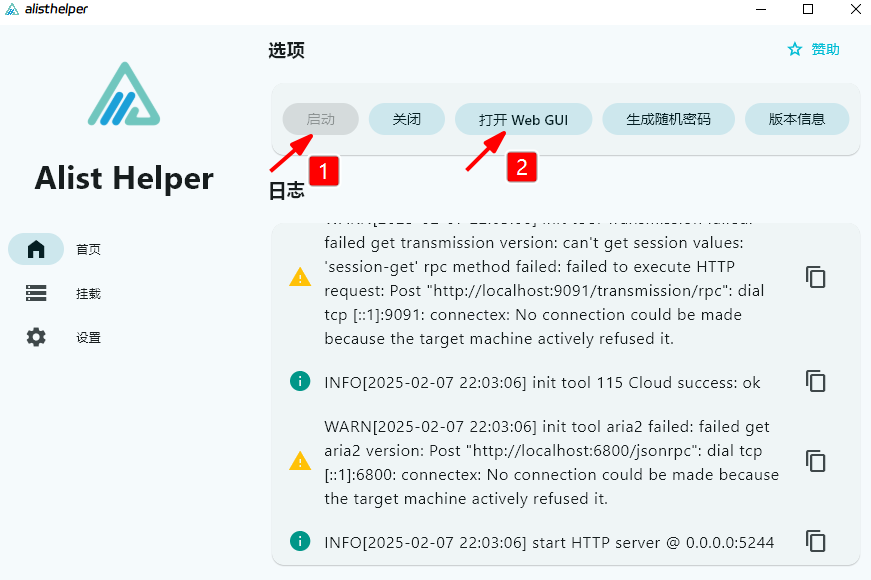 alisthelper
选项
赞助
启动
关闭
打开 Web GUI
生成随机密码
版本信息
1
2
Alist Helper
日志
首页
挂载
设置
failed get transmission version: can't get session values:
'session-get' rpc method failed: failed to execute HTTP
request: Post "http://localhost:9091/transmission/rpc": dial
tcp [::1]:9091: connectex: No connection could be made
because the target machine actively refused it.
INFO[2025-02-07 22:03:06] init tool 115 Cloud success: ok
WARN[2025-02-07 22:03:06] init tool aria2 failed: failed get
aria2 version: Post "http://localhost:6800/jsonrpc": dial tcp
[::1]:6800: connectex: No connection could be made because
the target machine actively refused it.
INFO[2025-02-07 22:03:06] start HTTP server @ 0.0.0.0:5244